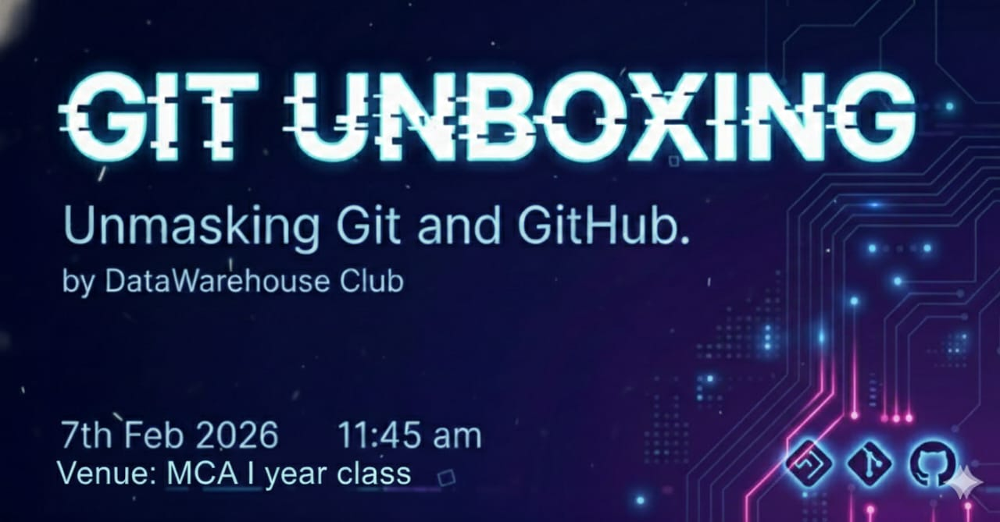 GIT UNBOXING
Unmasking Git and GitHub.
by DataWarehouse Club
7th Feb 2026 11:45 am
Venue: MCA I year class